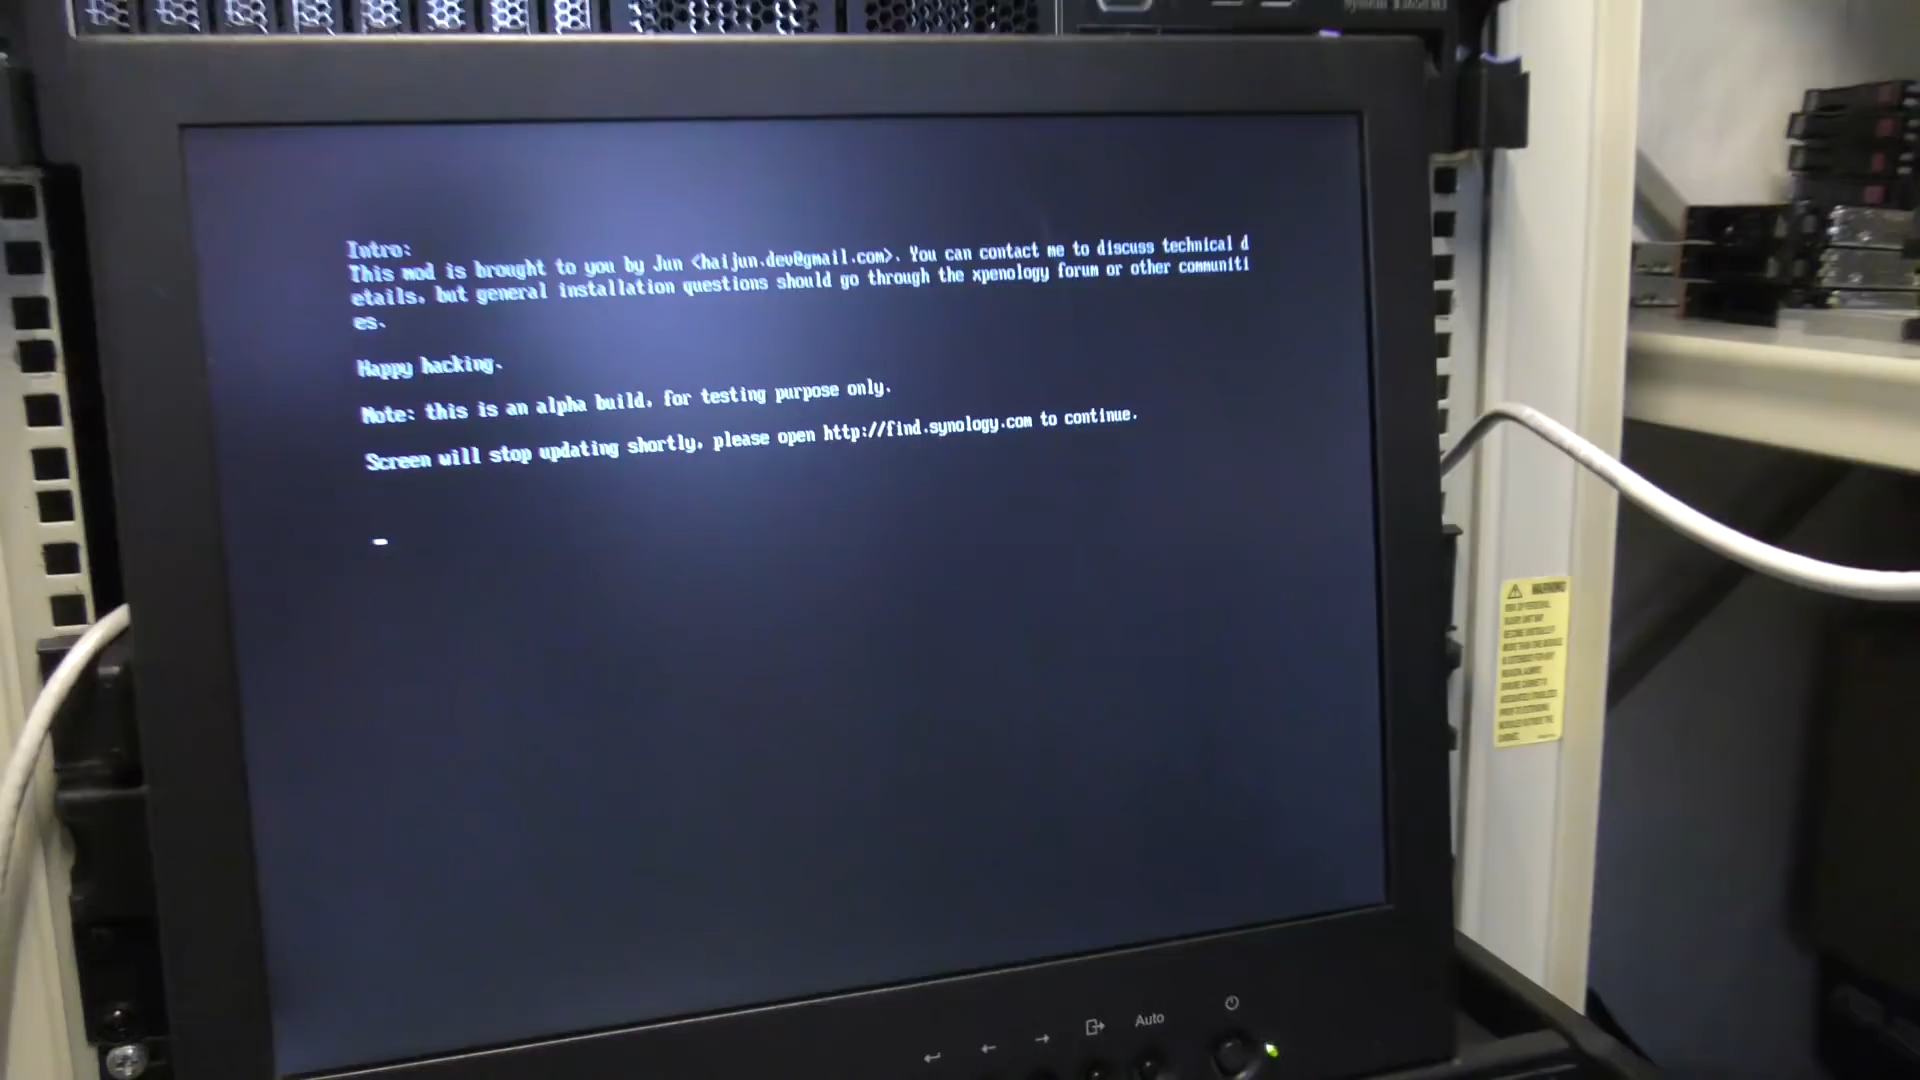 Intro:
This mod is brought to you by Jun <haijun.dev@gmail.com>. You can contact me to discuss technical d
etails, but general installation questions should go through the xpenology forum or other communiti
es.
Happy hacking.
Note: this is an alpha build, for testing purpose only.
Screen will stop updating shortly, please open http://find.synology.com to continue.
Auto
WARNING